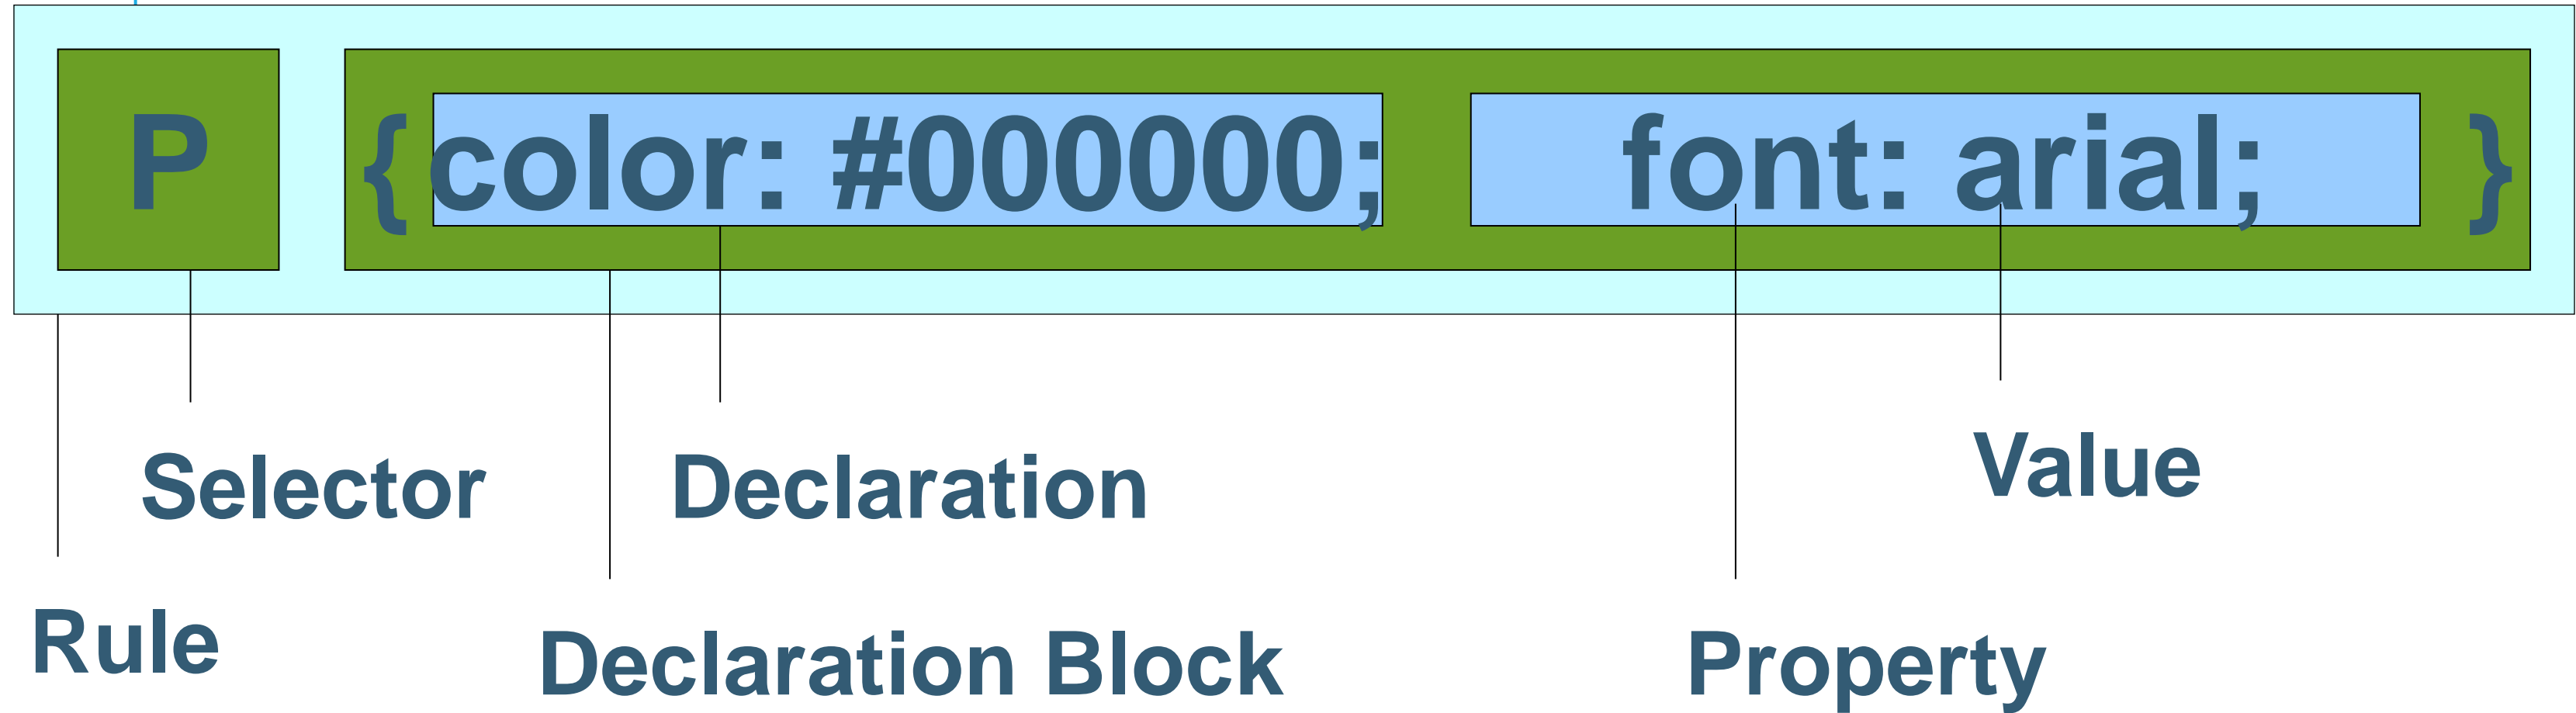 P { color: #000000; font: arial; }
Selector Declaration Value
Rule Declaration Block Property